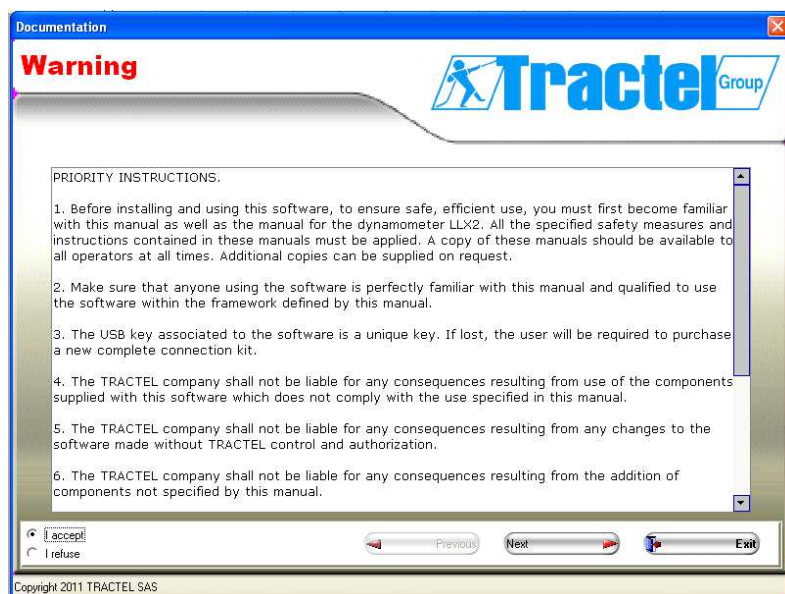 Documentation
Warning
Tractel
Group
PRIORITY INSTRUCTIONS.
1. Before installing and using this software, to ensure safe, efficient use, you must first become familiar
with this manual as well as the manual for the dynamometer LLX2. All the specified safety measures and
instructions contained in these manuals must be applied. A copy of these manuals should be available to
all operators at all times. Additional copies can be supplied on request.
2. Make sure that anyone using the software is perfectly familiar with this manual and qualified to use
the software within the framework defined by this manual.
3. The USB key associated to the software is a unique key. If lost, the user will be required to purchase
a new complete connection kit.
4. The TRACTEL company shall not be liable for any consequences resulting from use of the components
supplied with this software which does not comply with the use specified in this manual.
5. The TRACTEL company shall not be liable for any consequences resulting from any changes to the
software made without TRACTEL control and authorization.
6. The TRACTEL company shall not be liable for any consequences resulting from the addition of
components not specified by this manual.
I accept
I refuse
Previous
Next
Exit
Copyright 2011 TRACTEL SAS